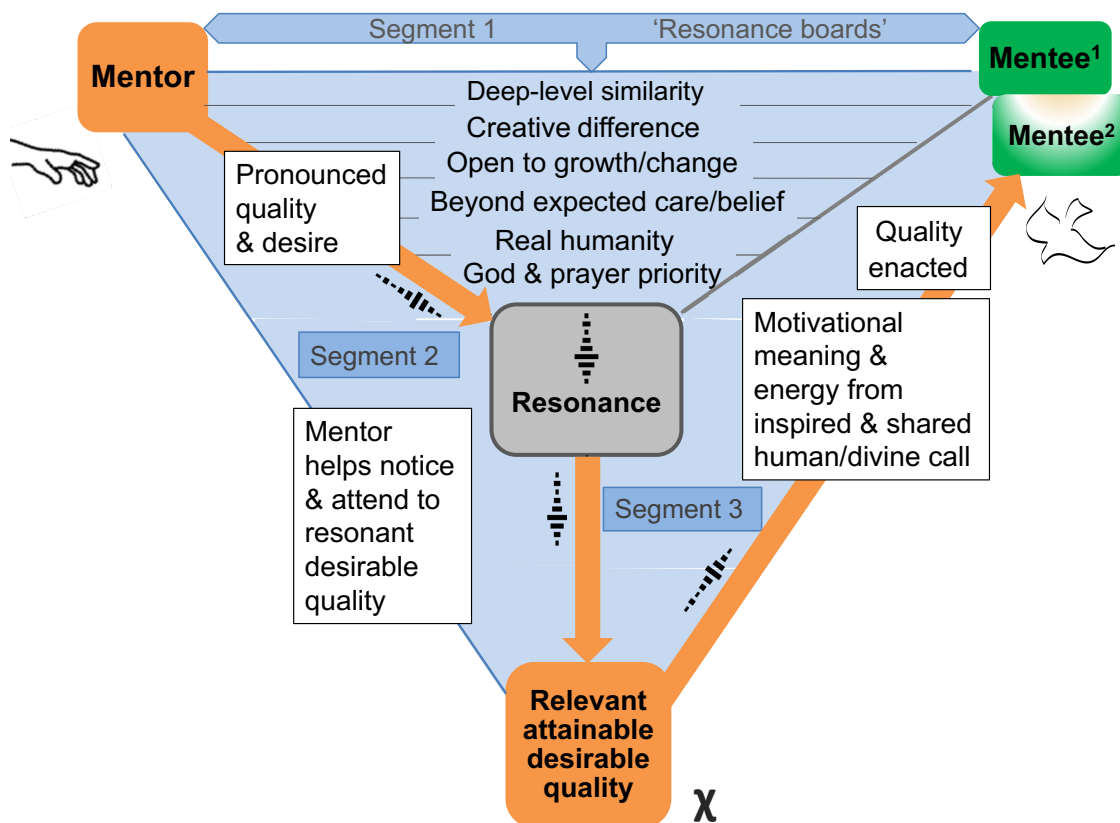 Segment 1
‘Resonance boards’
Mentor
Mentee¹
Mentee²
Deep-level similarity
Creative difference
Open to growth/change
Beyond expected care/belief
Real humanity
God & prayer priority
Pronounced
quality
& desire
Quality
enacted
Segment 2
Resonance
Motivational
meaning &
energy from
inspired & shared
human/divine call
Mentor
helps notice
& attend to
resonant
desirable
quality
Segment 3
Relevant
attainable
desirable
quality
χ